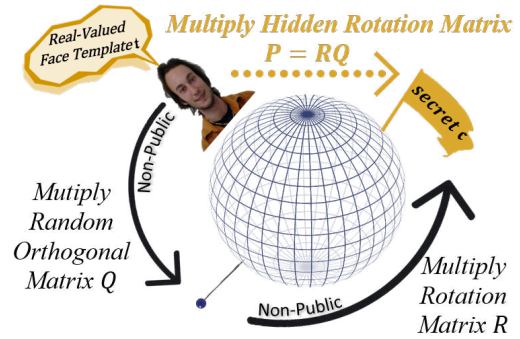 Real-Valued
Face Template t
Multiply Hidden Rotation Matrix
P = RQ
secret c
Non-Public
Mutiply
Random
Orthogonal
Matrix Q
Non-Public
Multiply
Rotation
Matrix R